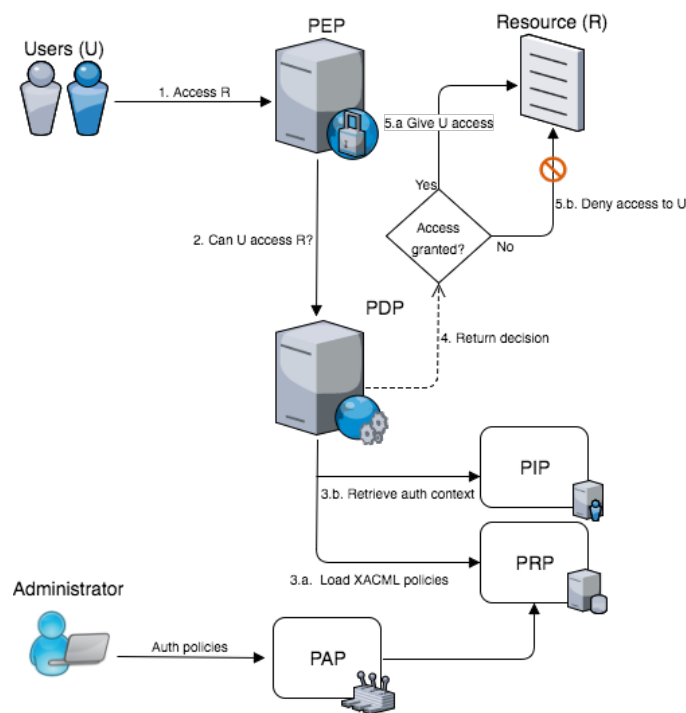 PEP
Resource (R)
Users (U)
1. Access R
5.a Give U access
Yes
5.b. Deny access to U
Access
granted?
No
2. Can U access R?
PDP
4. Return decision
PIP
3.b. Retrieve auth context
PRP
3.a. Load XACML policies
Administrator
Auth policies
PAP